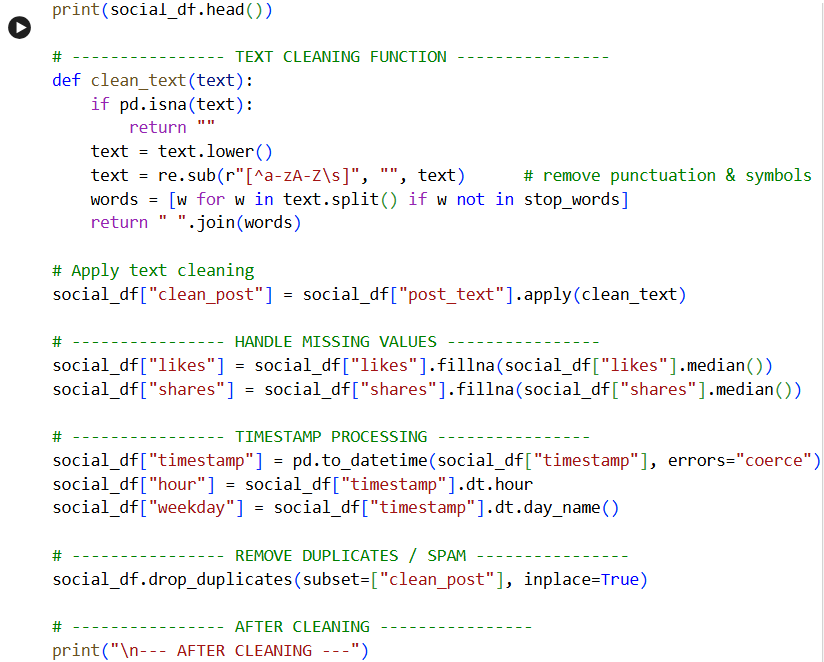 print(social_df.head())
# ---------------- TEXT CLEANING FUNCTION ----------------
def clean_text(text):
    if pd.isna(text):
        return ""
    text = text.lower()
    text = re.sub(r"[^a-zA-Z\s]", "", text)      # remove punctuation & symbols
    words = [w for w in text.split() if w not in stop_words]
    return " ".join(words)
# Apply text cleaning
social_df["clean_post"] = social_df["post_text"].apply(clean_text)
# ---------------- HANDLE MISSING VALUES ----------------
social_df["likes"] = social_df["likes"].fillna(social_df["likes"].median())
social_df["shares"] = social_df["shares"].fillna(social_df["shares"].median())
# ---------------- TIMESTAMP PROCESSING ----------------
social_df["timestamp"] = pd.to_datetime(social_df["timestamp"], errors="coerce")
social_df["hour"] = social_df["timestamp"].dt.hour
social_df["weekday"] = social_df["timestamp"].dt.day_name()
# ---------------- REMOVE DUPLICATES / SPAM ----------------
social_df.drop_duplicates(subset=["clean_post"], inplace=True)
# ---------------- AFTER CLEANING ----------------
print("\n--- AFTER CLEANING ---")